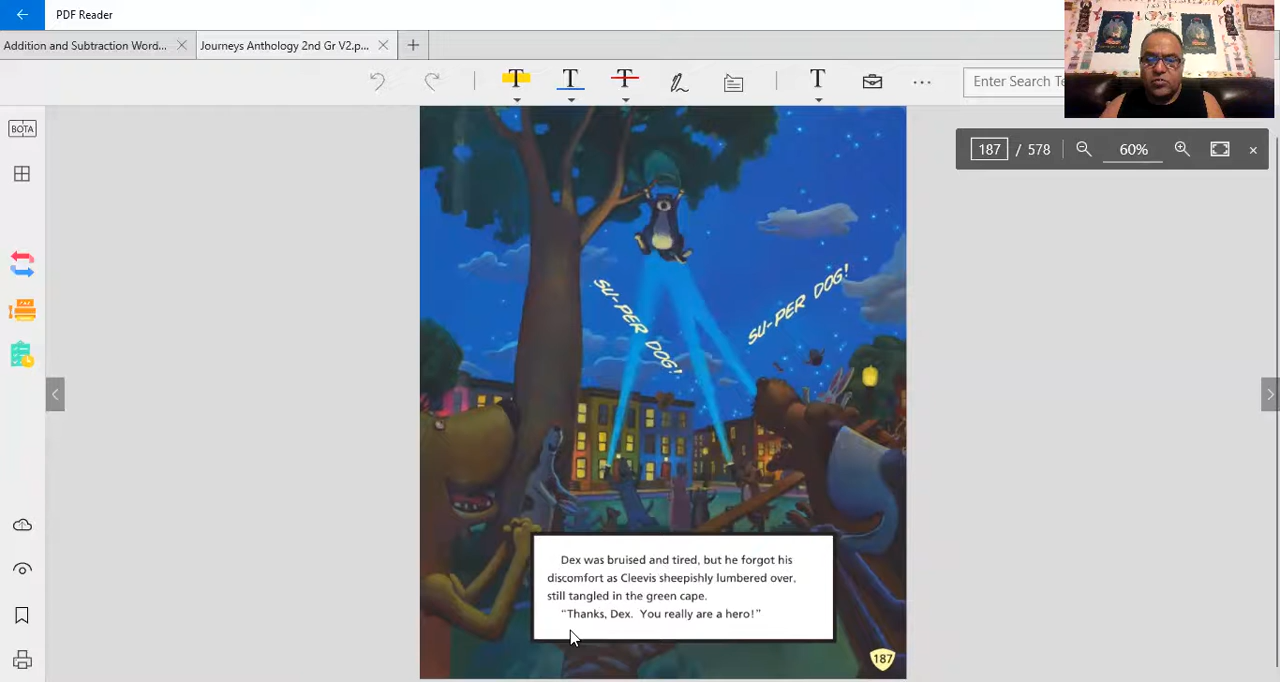 PDF Reader
Addition and Subtraction Word...
Journeys Anthology 2nd Gr V2.p...
T
T
T
T
Enter Search Te
BOTA
187 / 578
60%
SU-PER DOG!
SU-PER DOG!
Dex was bruised and tired, but he forgot his
discomfort as Cleevis sheepishly lumbered over,
still tangled in the green cape.
"Thanks, Dex. You really are a hero!"
187